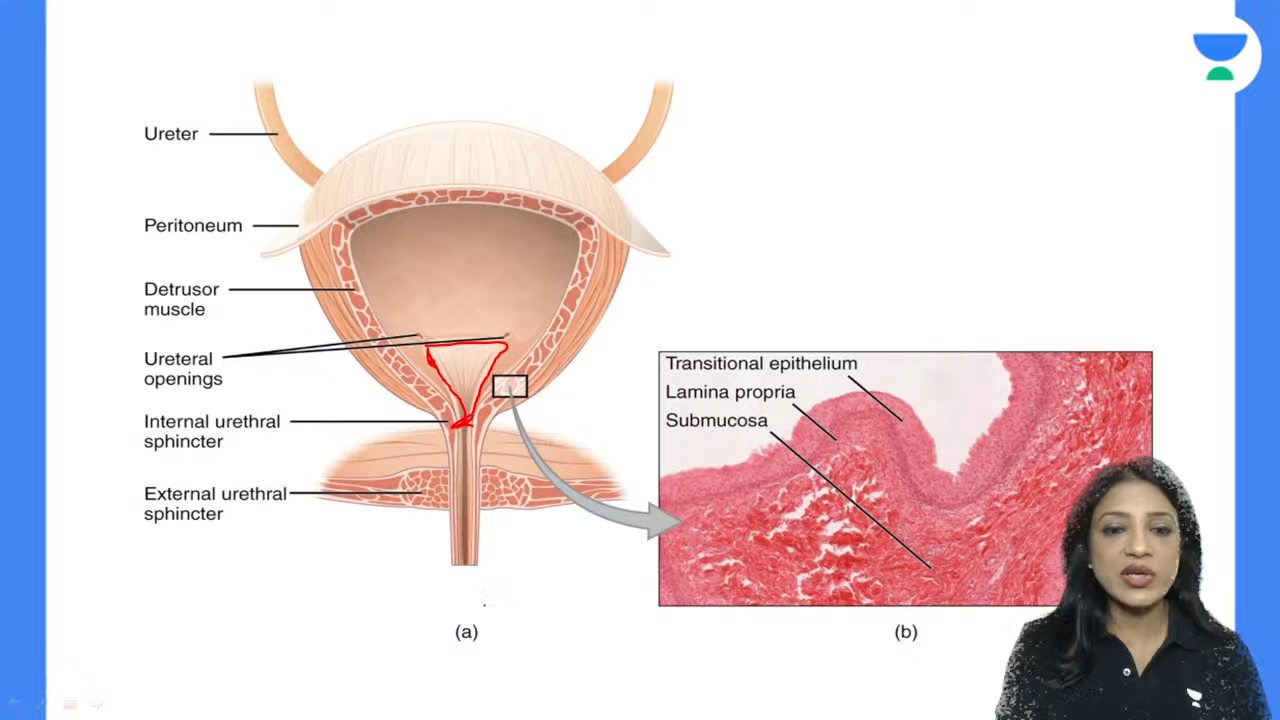 Ureter
Peritoneum
Detrusor
muscle
Ureteral
openings
Internal urethral
sphincter
External urethral
sphincter
(a)
Transitional epithelium
Lamina propria
Submucosa
(b)